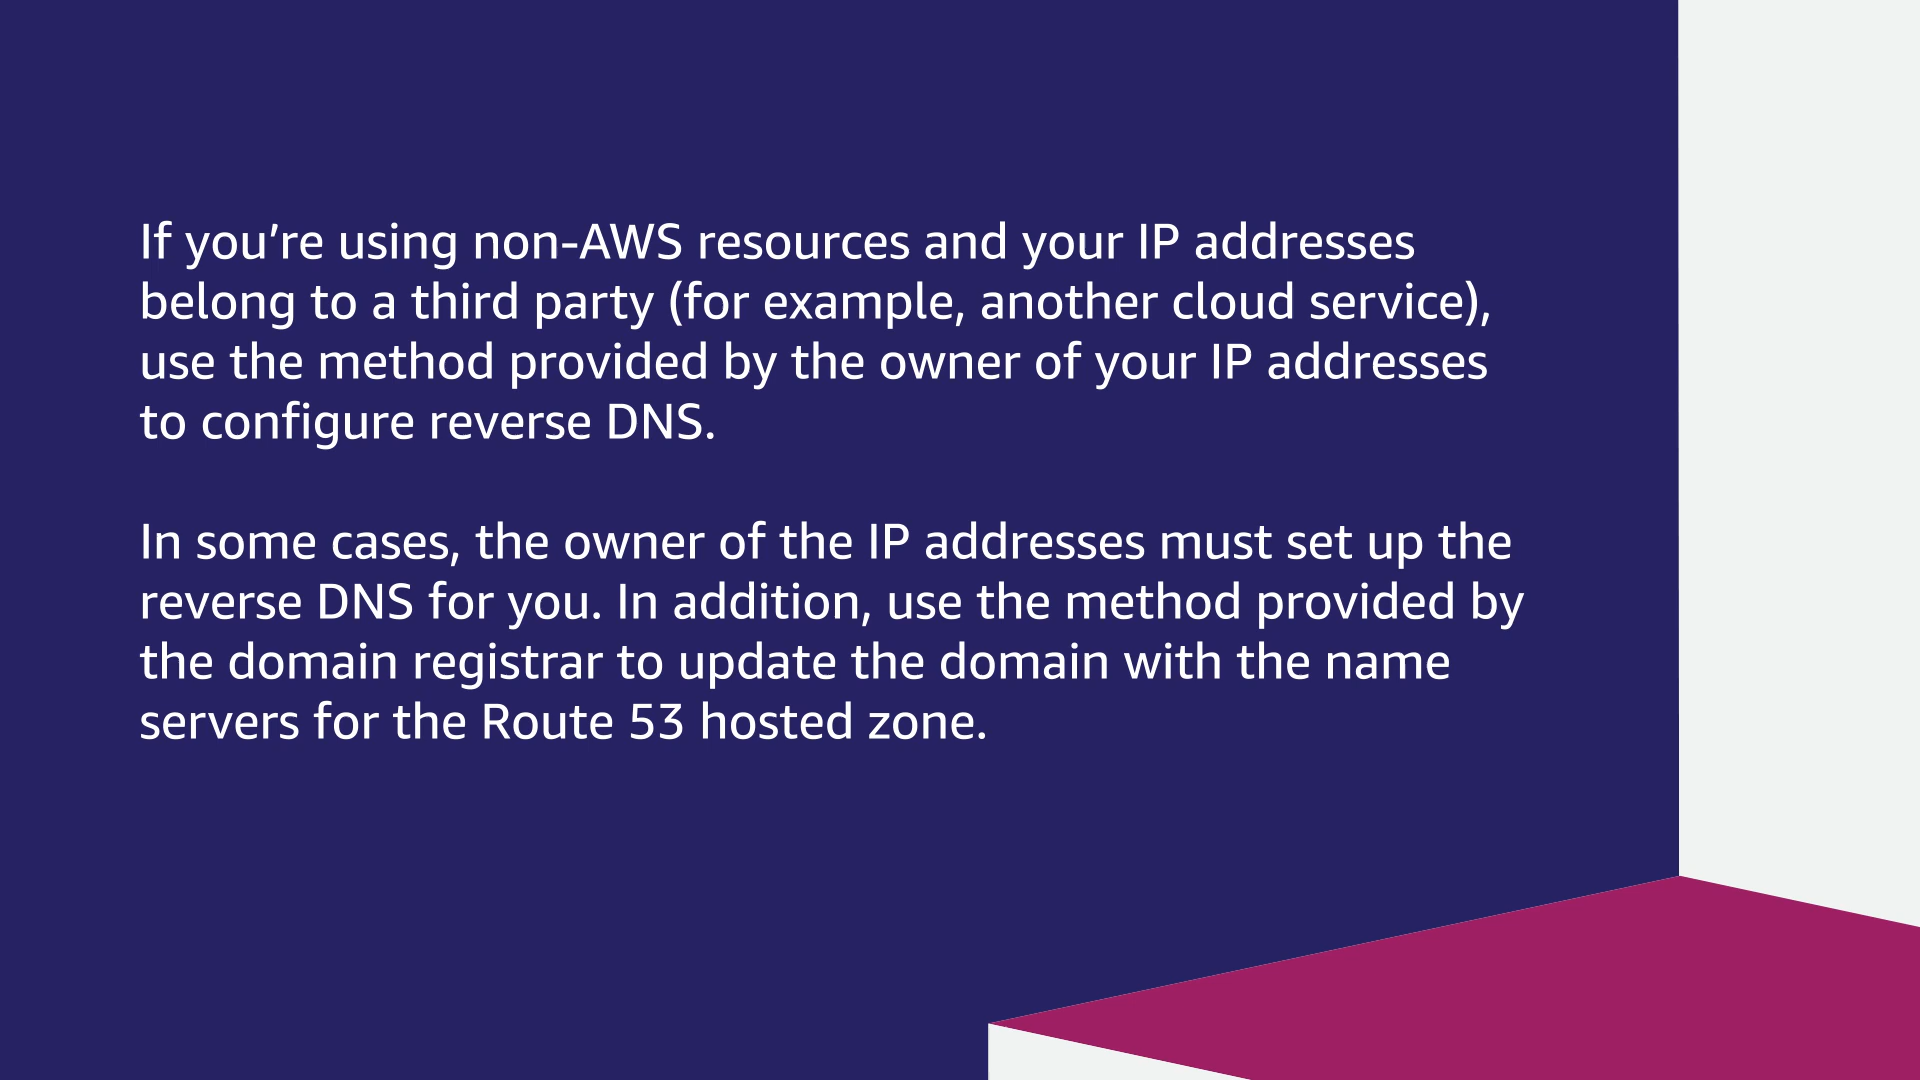 If you’re using non-AWS resources and your IP addresses
belong to a third party (for example, another cloud service),
use the method provided by the owner of your IP addresses
to configure reverse DNS.
In some cases, the owner of the IP addresses must set up the
reverse DNS for you. In addition, use the method provided by
the domain registrar to update the domain with the name
servers for the Route 53 hosted zone.